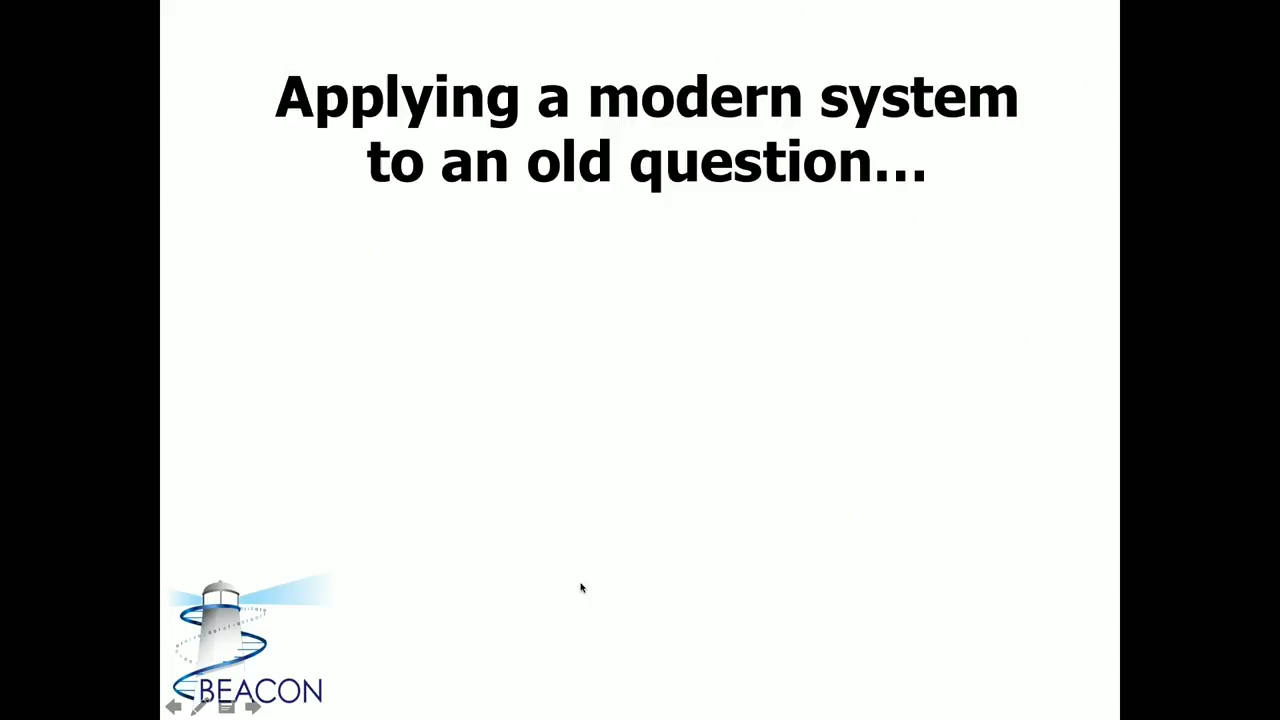 Applying a modern system
to an old question…
BEACON